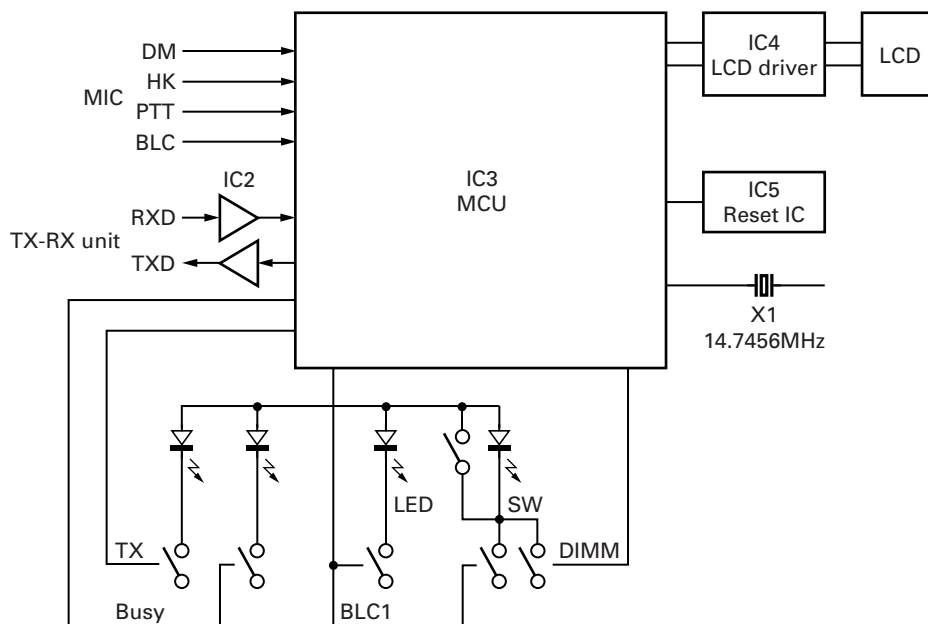 DM
HK
MIC
PTT
BLC
IC2
RXD
TX-RX unit
TXD
IC3
MCU
IC4
LCD driver
LCD
IC5
Reset IC
X1
14.7456MHz
LED
SW
TX
DIMM
Busy
BLC1